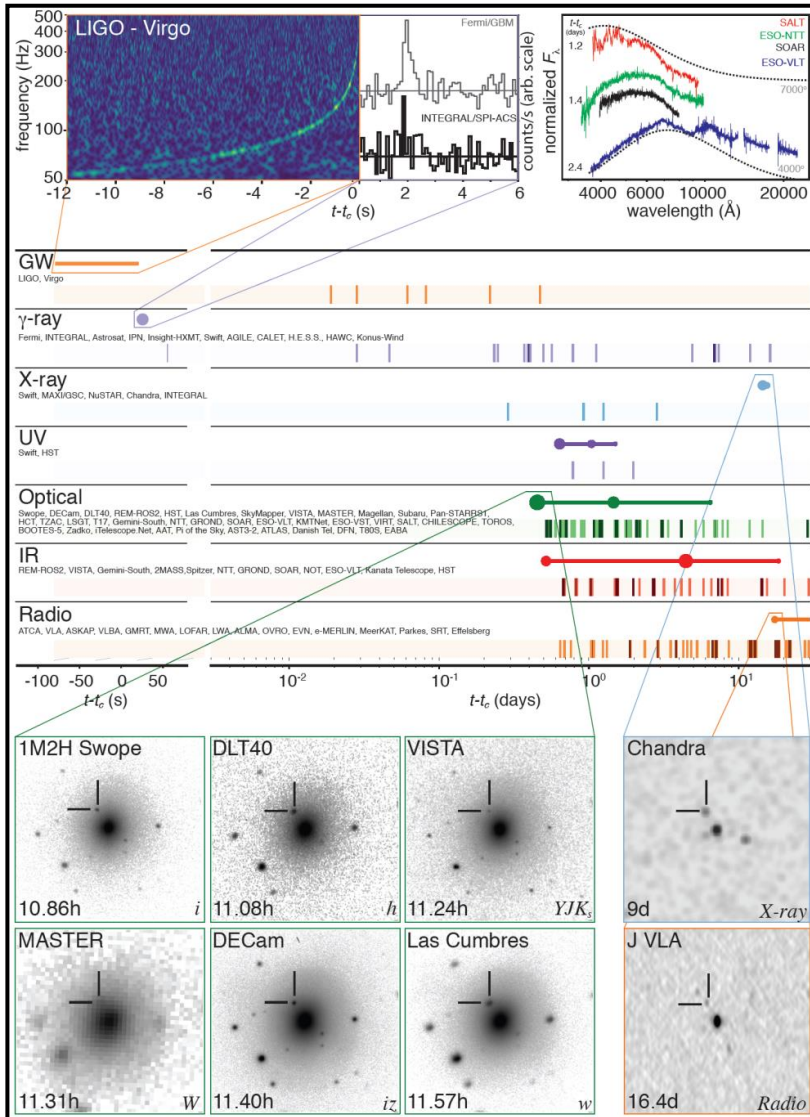 LIGO - Virgo
frequency (Hz)
500
400
300
200
100
50
-12
-10
-8
-6
-4
-2
0
2
4
6
t-tc (s)
Fermi/GBM
INTEGRAL/SPI-ACS
counts/s (arb. scale)
normalized Fλ
t-tc
(days)
1.2
1.4
2.4
SALT
ESO-NTT
SOAR
ESO-VLT
7000°
4000°
4000
6000
10000
20000
wavelength (Å)
GW
LIGO, Virgo
γ-ray
Fermi, INTEGRAL, Astrosat, IPN, Insight-HXMT, Swift, AGILE, CALET, H.E.S.S., HAWC, Konus-Wind
X-ray
Swift, MAXI/GSC, NuSTAR, Chandra, INTEGRAL
UV
Swift, HST
Optical
Swope, DECam, DLT40, REM-ROS2, HST, Las Cumbres, SkyMapper, VISTA, MASTER, Magellan, Subaru, Pan-STARRS1,
HCT, TZAC, LSGT, T17, Gemini-South, NTT, GROND, SOAR, ESO-VLT, KMTNet, ESO-VST, VIRT, SALT, CHILESCOPE, TOROS,
BOOTES-5, Zadko, iTelescope.Net, AAT, Pi of the Sky, AST3-2, ATLAS, Danish Tel, DFN, T80S, EABA
IR
REM-ROS2, VISTA, Gemini-South, 2MASS,Spitzer, NTT, GROND, SOAR, NOT, ESO-VLT, Kanata Telescope, HST
Radio
ATCA, VLA, ASKAP, VLBA, GMRT, MWA, LOFAR, LWA, ALMA, OVRO, EVN, e-MERLIN, MeerKAT, Parkes, SRT, Effelsberg
-100
-50
0
50
t-tc (s)
10⁻²
10⁻¹
10⁰
10¹
t-tc (days)
1M2H Swope
10.86h
i
DLT40
11.08h
h
VISTA
11.24h
YJKs
Chandra
9d
X-ray
MASTER
11.31h
W
DECam
11.40h
iz
Las Cumbres
11.57h
w
J VLA
16.4d
Radio